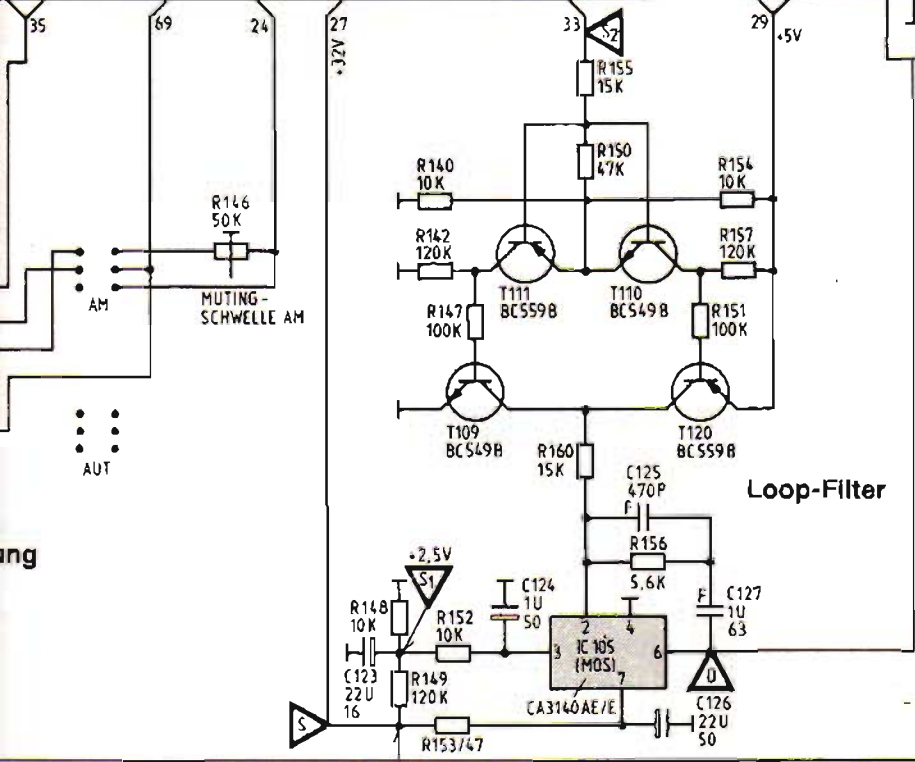 35
69
24
27
+32V
33
S2
29
+5V
R155
15K
R150
47K
R140
10K
R154
10K
R146
50K
R142
120K
R157
120K
AM
MUTING-
SCHWELLE AM
T111
BC559B
T110
BC549B
R147
100K
R151
100K
T109
BC549B
T120
BC559B
AUT
R160
15K
C125
470P
F
Loop-Filter
R156
5,6K
ung
+2,5V
S1
C124
1U
50
F
C127
1U
63
R148
10K
R152
10K
2
4
3
IC 105
(MOS)
6
7
C123
22U
16
R149
120K
CA3140AE/E
U
C126
22U
50
S
R153/47